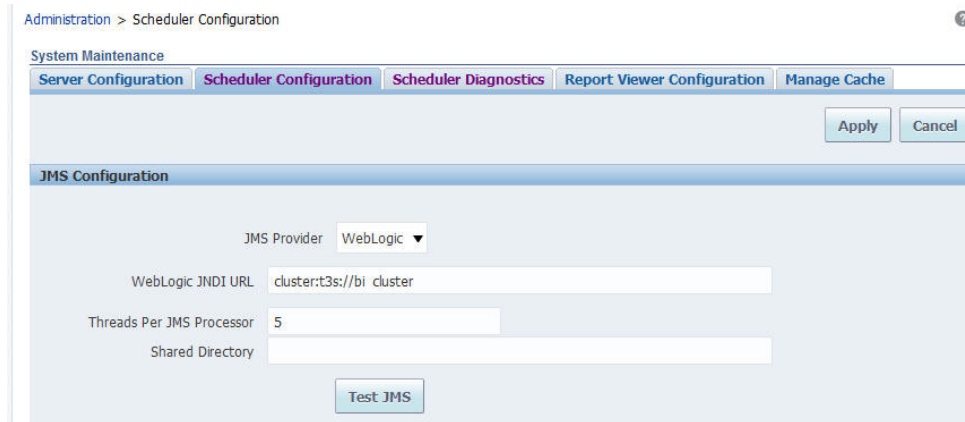 Administration > Scheduler Configuration
System Maintenance
Server Configuration Scheduler Configuration Scheduler Diagnostics Report Viewer Configuration Manage Cache
Apply Cancel
JMS Configuration
JMS Provider WebLogic
WebLogic JNDI URL cluster:t3s://bi cluster
Threads Per JMS Processor 5
Shared Directory
Test JMS